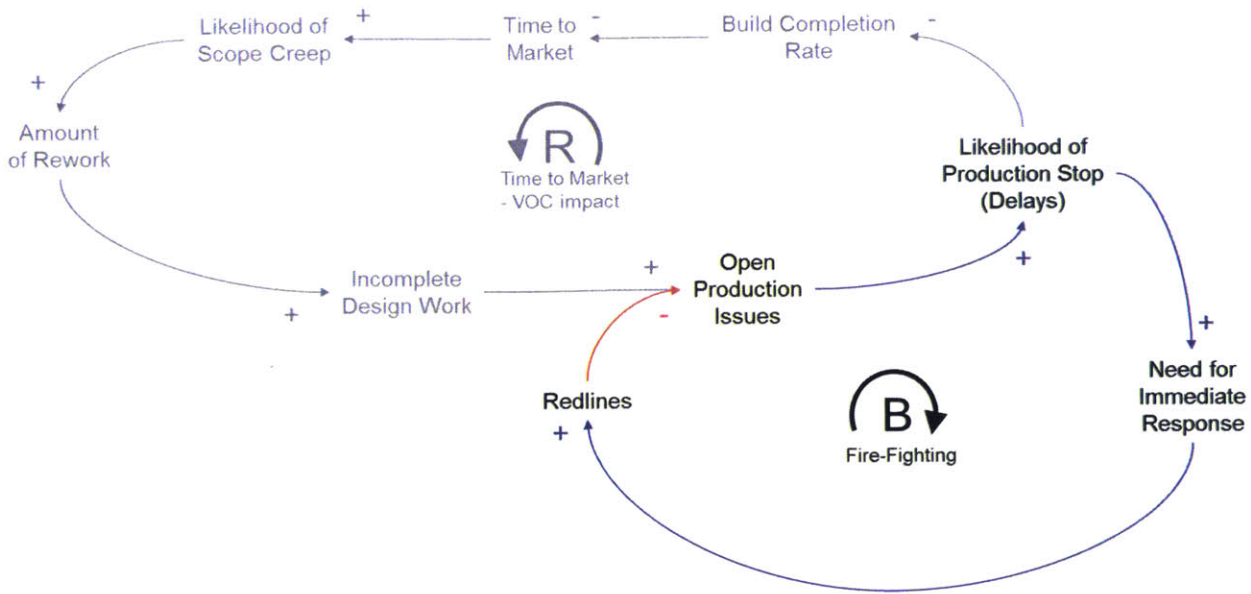 Likelihood of
Scope Creep
+
Time to
Market
-
Build Completion
Rate
-
+
Amount
of Rework
R
Time to Market
- VOC impact
Likelihood of
Production Stop
(Delays)
+
Incomplete
Design Work
+
Open
Production
Issues
+
-
+
Need for
Immediate
Response
Redlines
+
B
Fire-Fighting